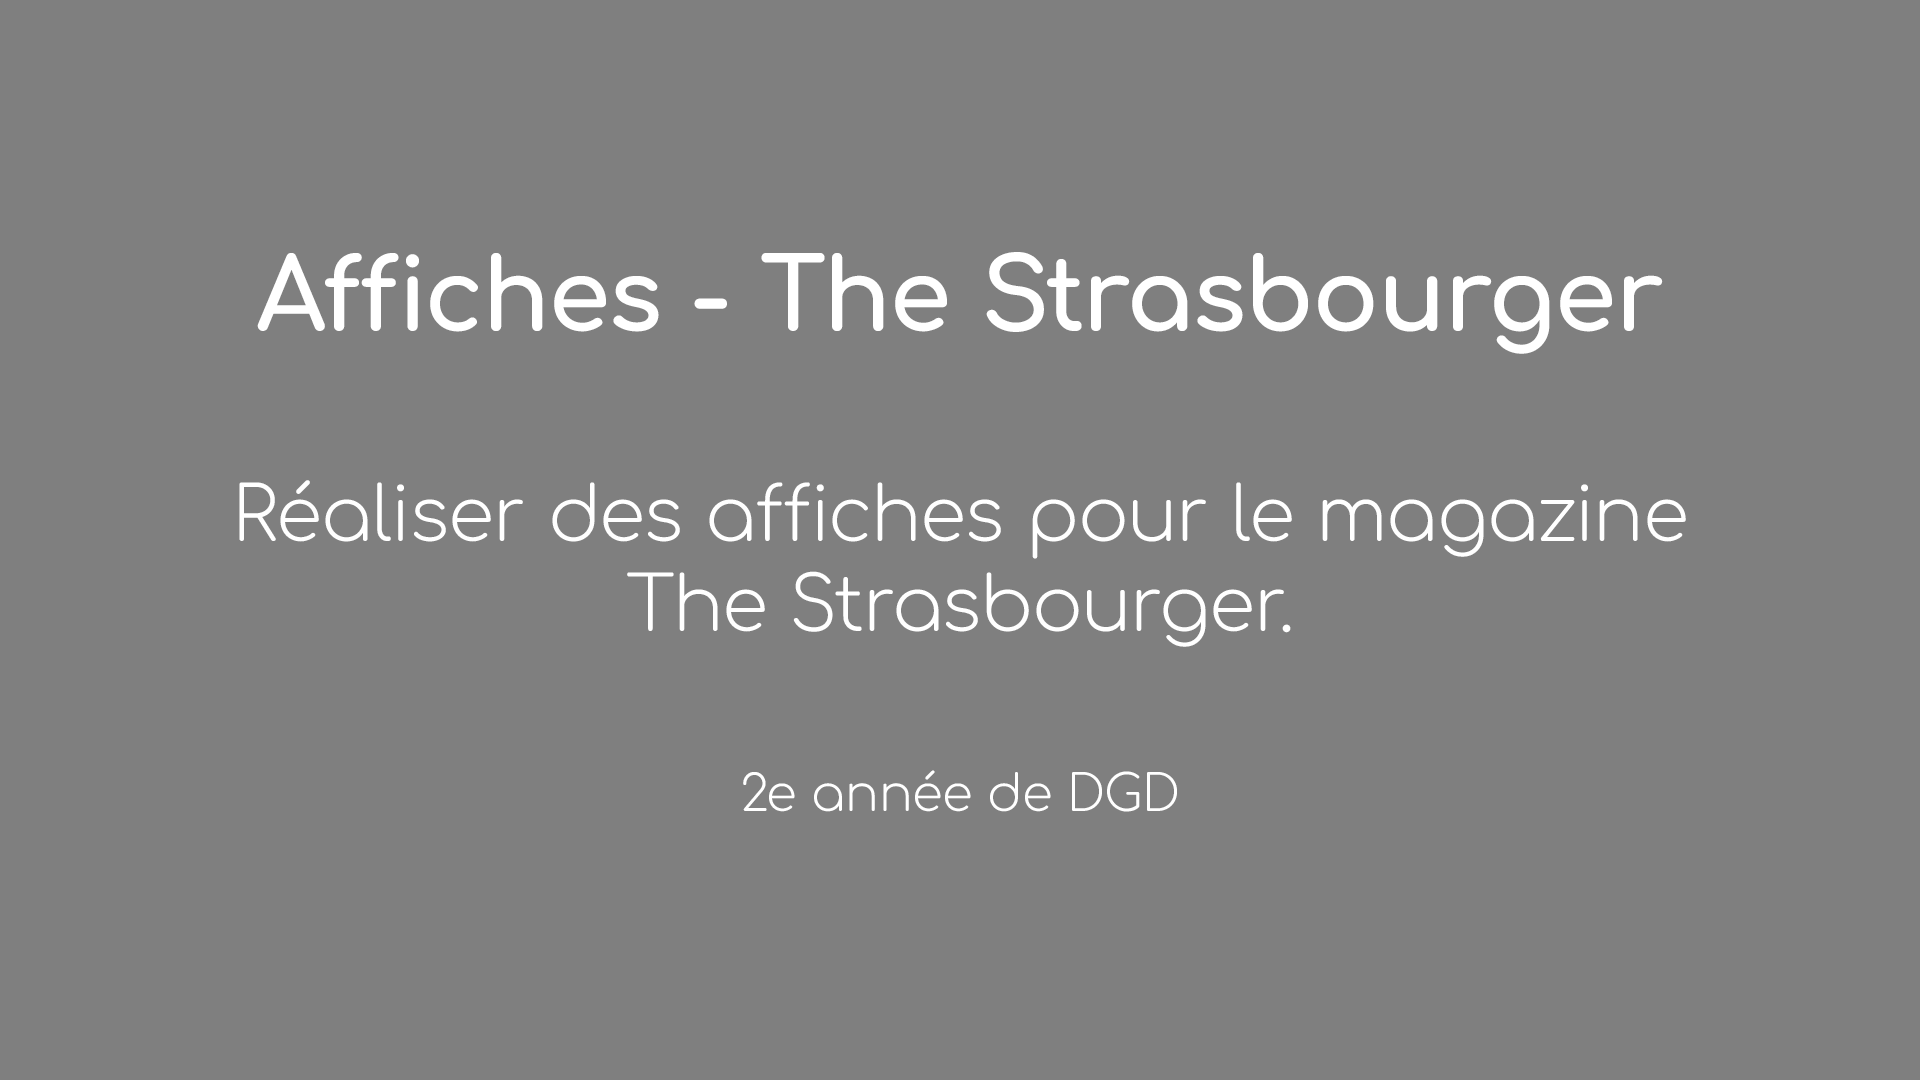 Affiches - The Strasbourger
Réaliser des affiches pour le magazine
The Strasbourger.
2e année de DGD